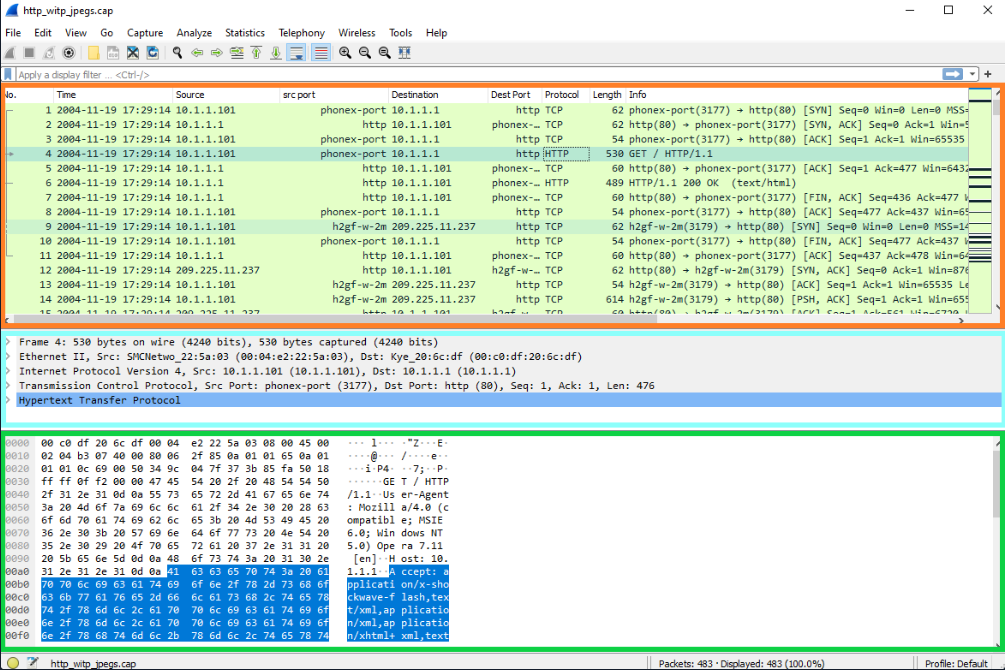 http_witp_jpegs.cap
File Edit View Go Capture Analyze Statistics Telephony Wireless Tools Help
Apply a display filter ... <Ctrl-/>
No. Time Source src port Destination Dest Port Protocol Length Info
1 2004-11-19 17:29:14 10.1.1.101 phonex-port 10.1.1.1 http TCP 62 phonex-port(3177) → http(80) [SYN] Seq=0 Win=0 Len=0 MSS=
2 2004-11-19 17:29:14 10.1.1.1 http 10.1.1.101 phonex-… TCP 62 http(80) → phonex-port(3177) [SYN, ACK] Seq=0 Ack=1 Win=5
3 2004-11-19 17:29:14 10.1.1.101 phonex-port 10.1.1.1 http TCP 54 phonex-port(3177) → http(80) [ACK] Seq=1 Ack=1 Win=65535
4 2004-11-19 17:29:14 10.1.1.101 phonex-port 10.1.1.1 http HTTP 530 GET / HTTP/1.1
5 2004-11-19 17:29:14 10.1.1.1 http 10.1.1.101 phonex-… TCP 60 http(80) → phonex-port(3177) [ACK] Seq=1 Ack=477 Win=6432
6 2004-11-19 17:29:14 10.1.1.1 http 10.1.1.101 phonex-… HTTP 489 HTTP/1.1 200 OK (text/html)
7 2004-11-19 17:29:14 10.1.1.1 http 10.1.1.101 phonex-… TCP 60 http(80) → phonex-port(3177) [FIN, ACK] Seq=436 Ack=477 W
8 2004-11-19 17:29:14 10.1.1.101 phonex-port 10.1.1.1 http TCP 54 phonex-port(3177) → http(80) [ACK] Seq=477 Ack=437 Win=65
9 2004-11-19 17:29:14 10.1.1.101 h2gf-w-2m 209.225.11.237 http TCP 62 h2gf-w-2m(3179) → http(80) [SYN] Seq=0 Win=0 Len=0 MSS=14
10 2004-11-19 17:29:14 10.1.1.101 phonex-port 10.1.1.1 http TCP 54 phonex-port(3177) → http(80) [FIN, ACK] Seq=477 Ack=437
11 2004-11-19 17:29:14 10.1.1.1 http 10.1.1.101 phonex-… TCP 60 http(80) → phonex-port(3177) [ACK] Seq=437 Ack=478 Win=64
12 2004-11-19 17:29:14 209.225.11.237 http 10.1.1.101 h2gf-w-… TCP 62 http(80) → h2gf-w-2m(3179) [SYN, ACK] Seq=0 Ack=1 Win=876
13 2004-11-19 17:29:14 10.1.1.101 h2gf-w-2m 209.225.11.237 http TCP 54 h2gf-w-2m(3179) → http(80) [ACK] Seq=1 Ack=1 Win=65535 Le
14 2004-11-19 17:29:14 10.1.1.101 h2gf-w-2m 209.225.11.237 http TCP 614 h2gf-w-2m(3179) → http(80) [PSH, ACK] Seq=1 Ack=1 Win=655
Frame 4: 530 bytes on wire (4240 bits), 530 bytes captured (4240 bits)
Ethernet II, Src: SMCNetwo_22:5a:03 (00:04:e2:22:5a:03), Dst: Kye_20:6c:df (00:c0:df:20:6c:df)
Internet Protocol Version 4, Src: 10.1.1.101 (10.1.1.101), Dst: 10.1.1.1 (10.1.1.1)
Transmission Control Protocol, Src Port: phonex-port (3177), Dst Port: http (80), Seq: 1, Ack: 1, Len: 476
Hypertext Transfer Protocol
0000 00 c0 df 20 6c df 00 04 e2 22 5a 03 08 00 45 00 ··· l··· ·"Z···E·
0010 02 04 b3 07 40 00 80 06 2f 85 0a 01 01 65 0a 01 ····@··· /····e··
0020 01 01 0c 69 00 50 34 9c 04 7f 37 3b 85 fa 50 18 ···i·P4· ··7;··P·
0030 ff ff 0f f2 00 00 47 45 54 20 2f 20 48 54 54 50 ······GE T / HTTP
0040 2f 31 2e 31 0d 0a 55 73 65 72 2d 41 67 65 6e 74 /1.1··Us er-Agent
0050 3a 20 4d 6f 7a 69 6c 6c 61 2f 34 2e 30 20 28 63 : Mozill a/4.0 (c
0060 6f 6d 70 61 74 69 62 6c 65 3b 20 4d 53 49 45 20 ompatibl e; MSIE
0070 36 2e 30 3b 20 57 69 6e 64 6f 77 73 20 4e 54 20 6.0; Win dows NT
0080 35 2e 30 29 20 4f 70 65 72 61 20 37 2e 31 31 20 5.0) Ope ra 7.11
0090 20 5b 65 6e 5d 0d 0a 48 6f 73 74 3a 20 31 30 2e [en]··H ost: 10.
00a0 31 2e 31 2e 31 0d 0a 41 63 63 65 70 74 3a 20 61 1.1.1··A ccept: a
00b0 70 70 6c 69 63 61 74 69 6f 6e 2f 78 2d 73 68 6f pplicati on/x-sho
00c0 63 6b 77 61 76 65 2d 66 6c 61 73 68 2c 74 65 78 ckwave-f lash,tex
00d0 74 2f 78 6d 6c 2c 61 70 70 6c 69 63 61 74 69 6f t/xml,ap plicatio
00e0 6e 2f 78 6d 6c 2c 61 70 70 6c 69 63 61 74 69 6f n/xml,ap plicatio
00f0 6e 2f 78 68 74 6d 6c 2b 78 6d 6c 2c 74 65 78 74 n/xhtml+ xml,text
http_witp_jpegs.cap Packets: 483 · Displayed: 483 (100.0%) Profile: Default